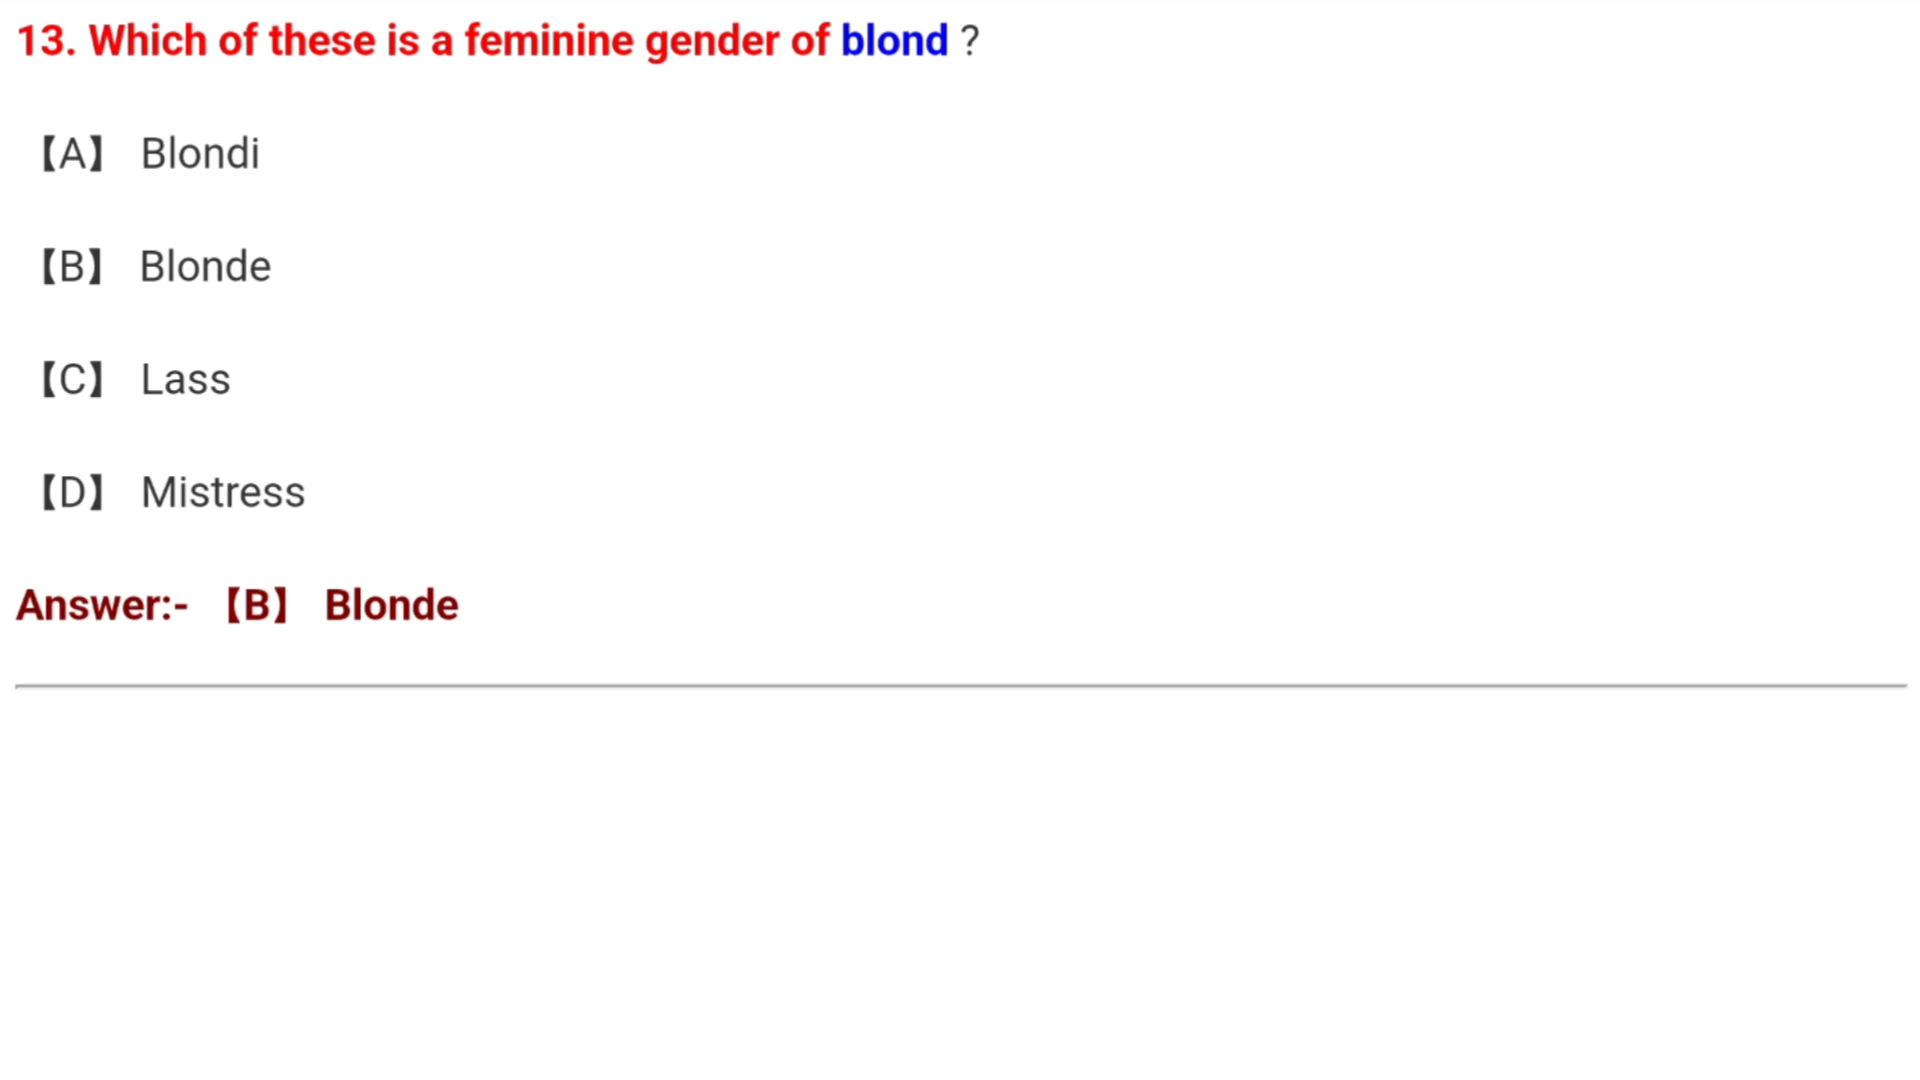 13. Which of these is a feminine gender of blond ?
【A】 Blondi
【B】 Blonde
【C】 Lass
【D】 Mistress
Answer:- 【B】 Blonde